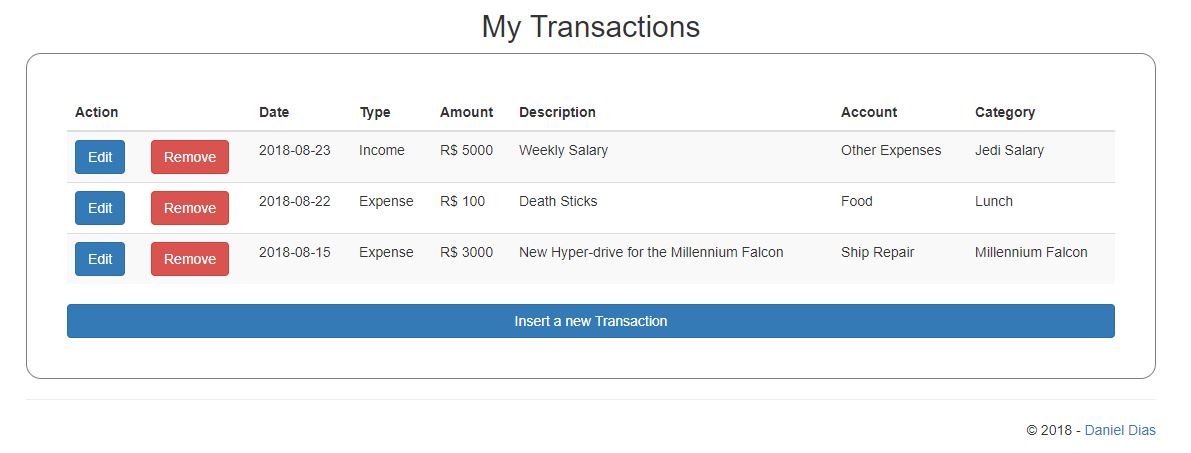 My Transactions
Action Date Type Amount Description Account Category
Edit Remove 2018-08-23 Income R$ 5000 Weekly Salary Other Expenses Jedi Salary
Edit Remove 2018-08-22 Expense R$ 100 Death Sticks Food Lunch
Edit Remove 2018-08-15 Expense R$ 3000 New Hyper-drive for the Millennium Falcon Ship Repair Millennium Falcon
Insert a new Transaction
© 2018 - Daniel Dias